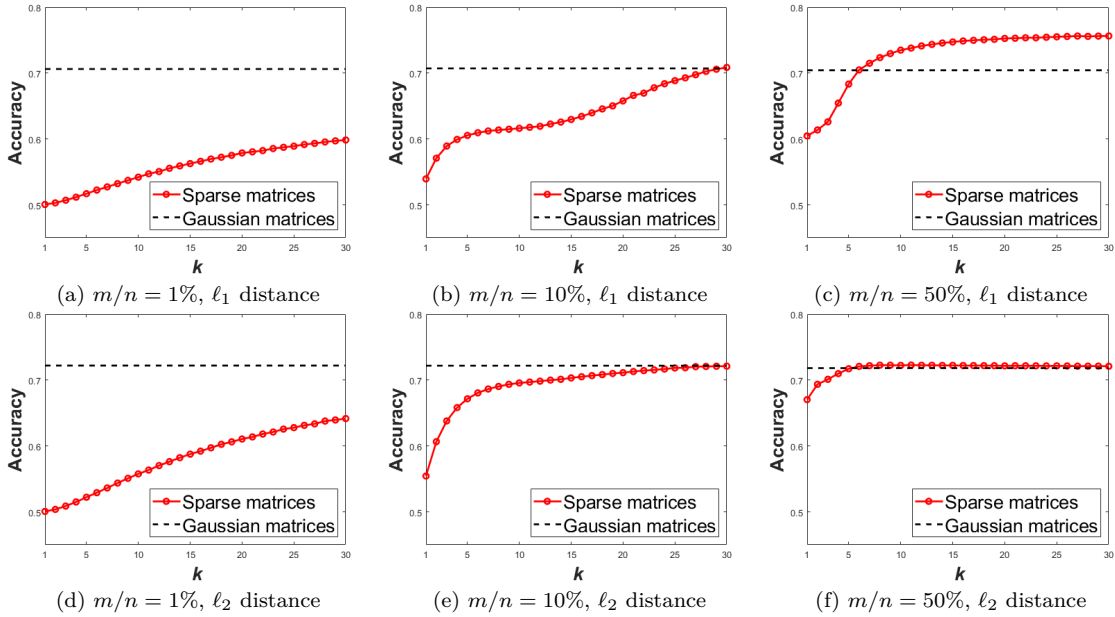 0.8
0.7
0.6
0.5
Accuracy
Sparse matrices
Gaussian matrices
1 5 10 15 20 25 30
k
(a) m/n = 1%, ℓ1 distance
0.8
0.7
0.6
0.5
Accuracy
Sparse matrices
Gaussian matrices
1 5 10 15 20 25 30
k
(b) m/n = 10%, ℓ1 distance
0.8
0.7
0.6
0.5
Accuracy
Sparse matrices
Gaussian matrices
1 5 10 15 20 25 30
k
(c) m/n = 50%, ℓ1 distance
0.8
0.7
0.6
0.5
Accuracy
Sparse matrices
Gaussian matrices
1 5 10 15 20 25 30
k
(d) m/n = 1%, ℓ2 distance
0.8
0.7
0.6
0.5
Accuracy
Sparse matrices
Gaussian matrices
1 5 10 15 20 25 30
k
(e) m/n = 10%, ℓ2 distance
0.8
0.7
0.6
0.5
Accuracy
Sparse matrices
Gaussian matrices
1 5 10 15 20 25 30
k
(f) m/n = 50%, ℓ2 distance